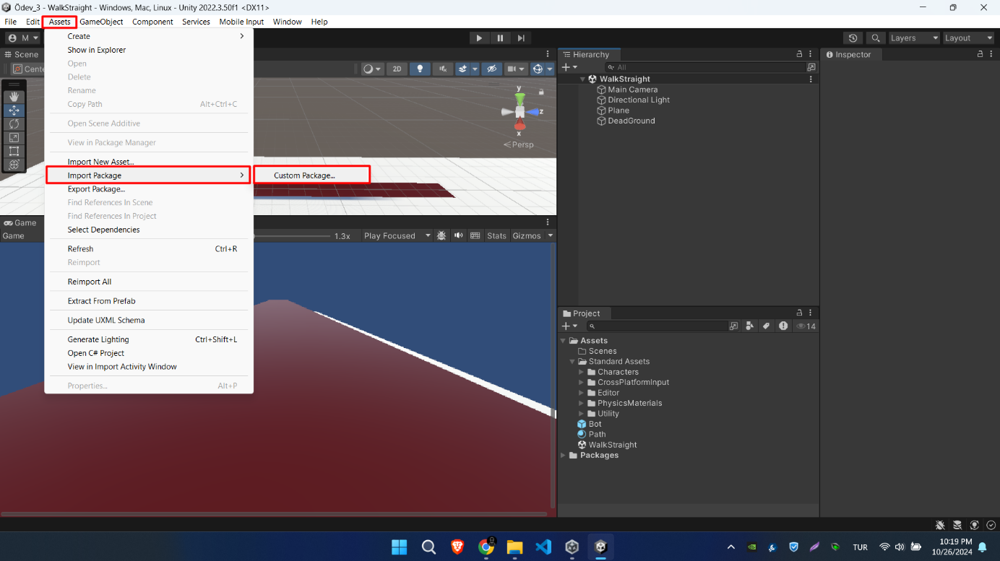 Ödev_3 - WalkStraight - Windows, Mac, Linux - Unity 2022.3.50f1 <DX11>
File Edit Assets GameObject Component Services Mobile Input Window Help
M
Layers
Layout
Create
Show in Explorer
Open
Delete
Rename
Copy Path Alt+Ctrl+C
Open Scene Additive
View in Package Manager
Import New Asset...
Import Package
Custom Package...
Export Package...
Find References In Scene
Find References In Project
Select Dependencies
Refresh Ctrl+R
Reimport
Reimport All
Extract From Prefab
Update UXML Schema
Generate Lighting Ctrl+Shift+L
Open C# Project
View in Import Activity Window
Properties... Alt+P
Scene
Cente
2D
y
z
x
Persp
Game
Game
1.3x
Play Focused
Stats
Gizmos
Hierarchy
All
WalkStraight
Main Camera
Directional Light
Plane
DeadGround
Inspector
Project
14
Assets
Scenes
Standard Assets
Characters
CrossPlatformInput
Editor
PhysicsMaterials
Utility
Bot
Path
WalkStraight
Packages
TUR
10:19 PM
10/26/2024